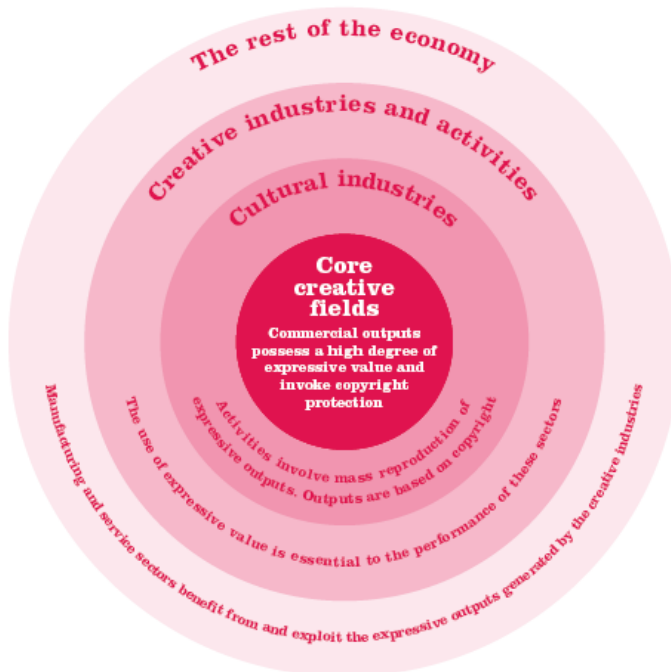 The rest of the economy
Creative industries and activities
Cultural industries
Core
creative
fields
Commercial outputs
possess a high degree of
expressive value and
invoke copyright
protection
Activities involve mass reproduction of
expressive outputs. Outputs are based on copyright
The use of expressive value is essential to the performance of these sectors
Manufacturing and service sectors benefit from and exploit the expressive outputs generated by the creative industries